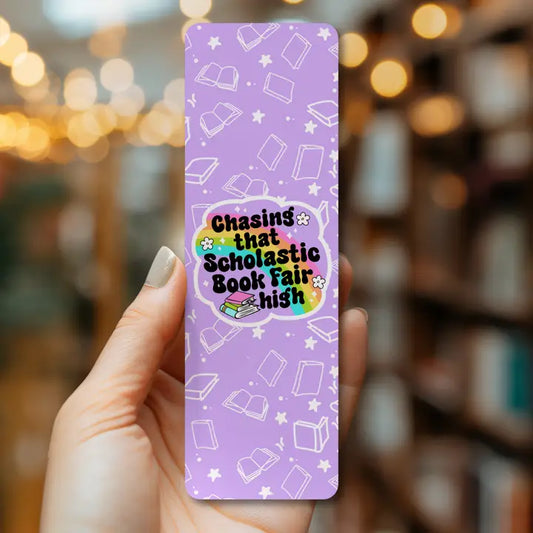 Chasing
that
Scholastic
Book Fair
high